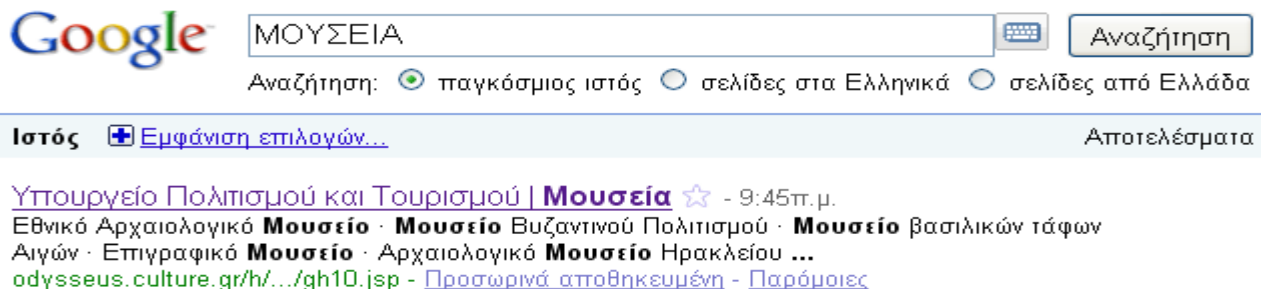 Google ΜΟΥΣΕΙΑ Αναζήτηση
Αναζήτηση: παγκόσμιος ιστός σελίδες στα Ελληνικά σελίδες από Ελλάδα
Ιστός Εμφάνιση επιλογών... Αποτελέσματα
Υπουργείο Πολιτισμού και Τουρισμού | Μουσεία - 9:45π.μ.
Εθνικό Αρχαιολογικό Μουσείο · Μουσείο Βυζαντινού Πολιτισμού · Μουσείο βασιλικών τάφων
Αιγών · Επιγραφικό Μουσείο · Αρχαιολογικό Μουσείο Ηρακλείου ...
odysseus.culture.gr/h/.../gh10.jsp - Προσωρινά αποθηκευμένη - Παρόμοιες